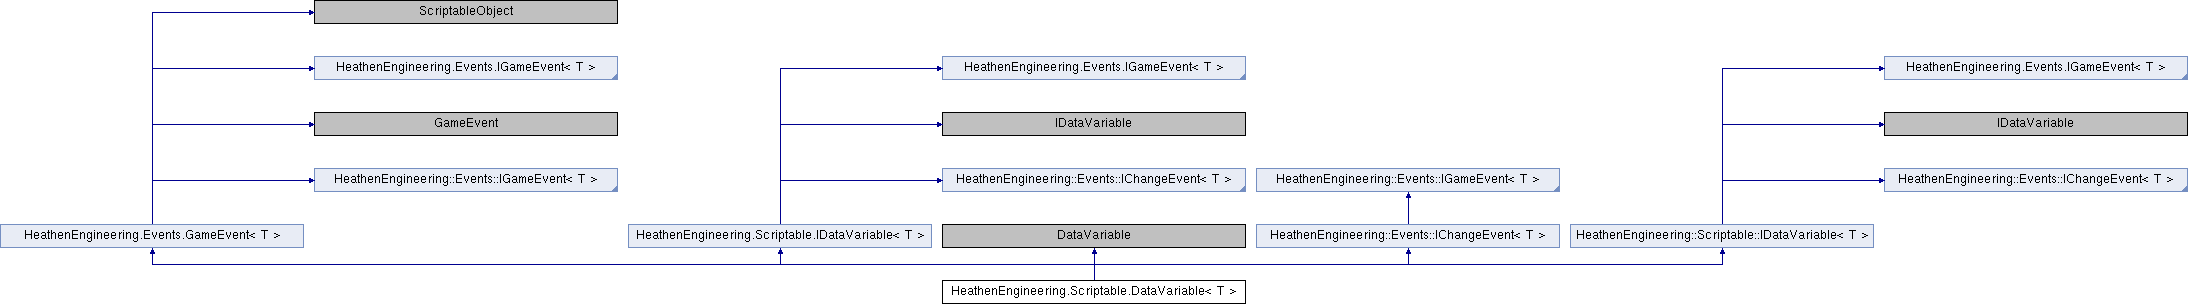 ScriptableObject
HeathenEngineering.Events.IGameEvent< T >
HeathenEngineering.Events.IGameEvent< T >
HeathenEngineering.Events.IGameEvent< T >
GameEvent
IDataVariable
IDataVariable
HeathenEngineering::Events::IGameEvent< T >
HeathenEngineering::Events::IChangeEvent< T >
HeathenEngineering::Events::IGameEvent< T >
HeathenEngineering::Events::IChangeEvent< T >
HeathenEngineering.Events.GameEvent< T >
HeathenEngineering.Scriptable.IDataVariable< T >
DataVariable
HeathenEngineering::Events::IChangeEvent< T >
HeathenEngineering::Scriptable::IDataVariable< T >
HeathenEngineering.Scriptable.DataVariable< T >